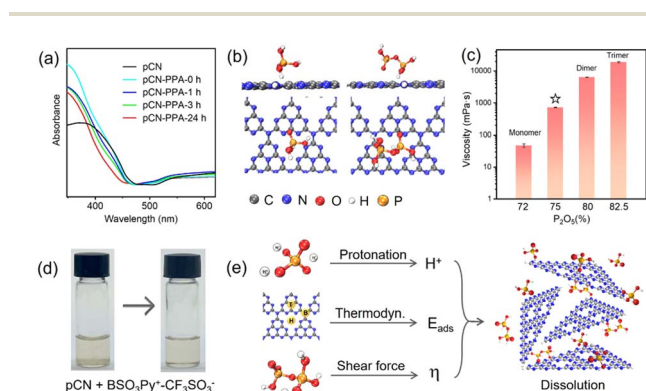 (a)
pCN
pCN-PPA-0 h
pCN-PPA-1 h
pCN-PPA-3 h
pCN-PPA-24 h
Absorbance
400 500 600
Wavelength (nm)
(b)
C N O H P
(c)
Viscosity (mPa·s)
10000
1000
100
10
1
Monomer
Dimer
Trimer
72 75 80 82.5
P₂O₅(%)
(d)
pCN + BSO₃Py⁺-CF₃SO₃⁻
(e)
Protonation
H⁺
T
B
H
Thermodyn.
E_ads
Shear force
η
Dissolution